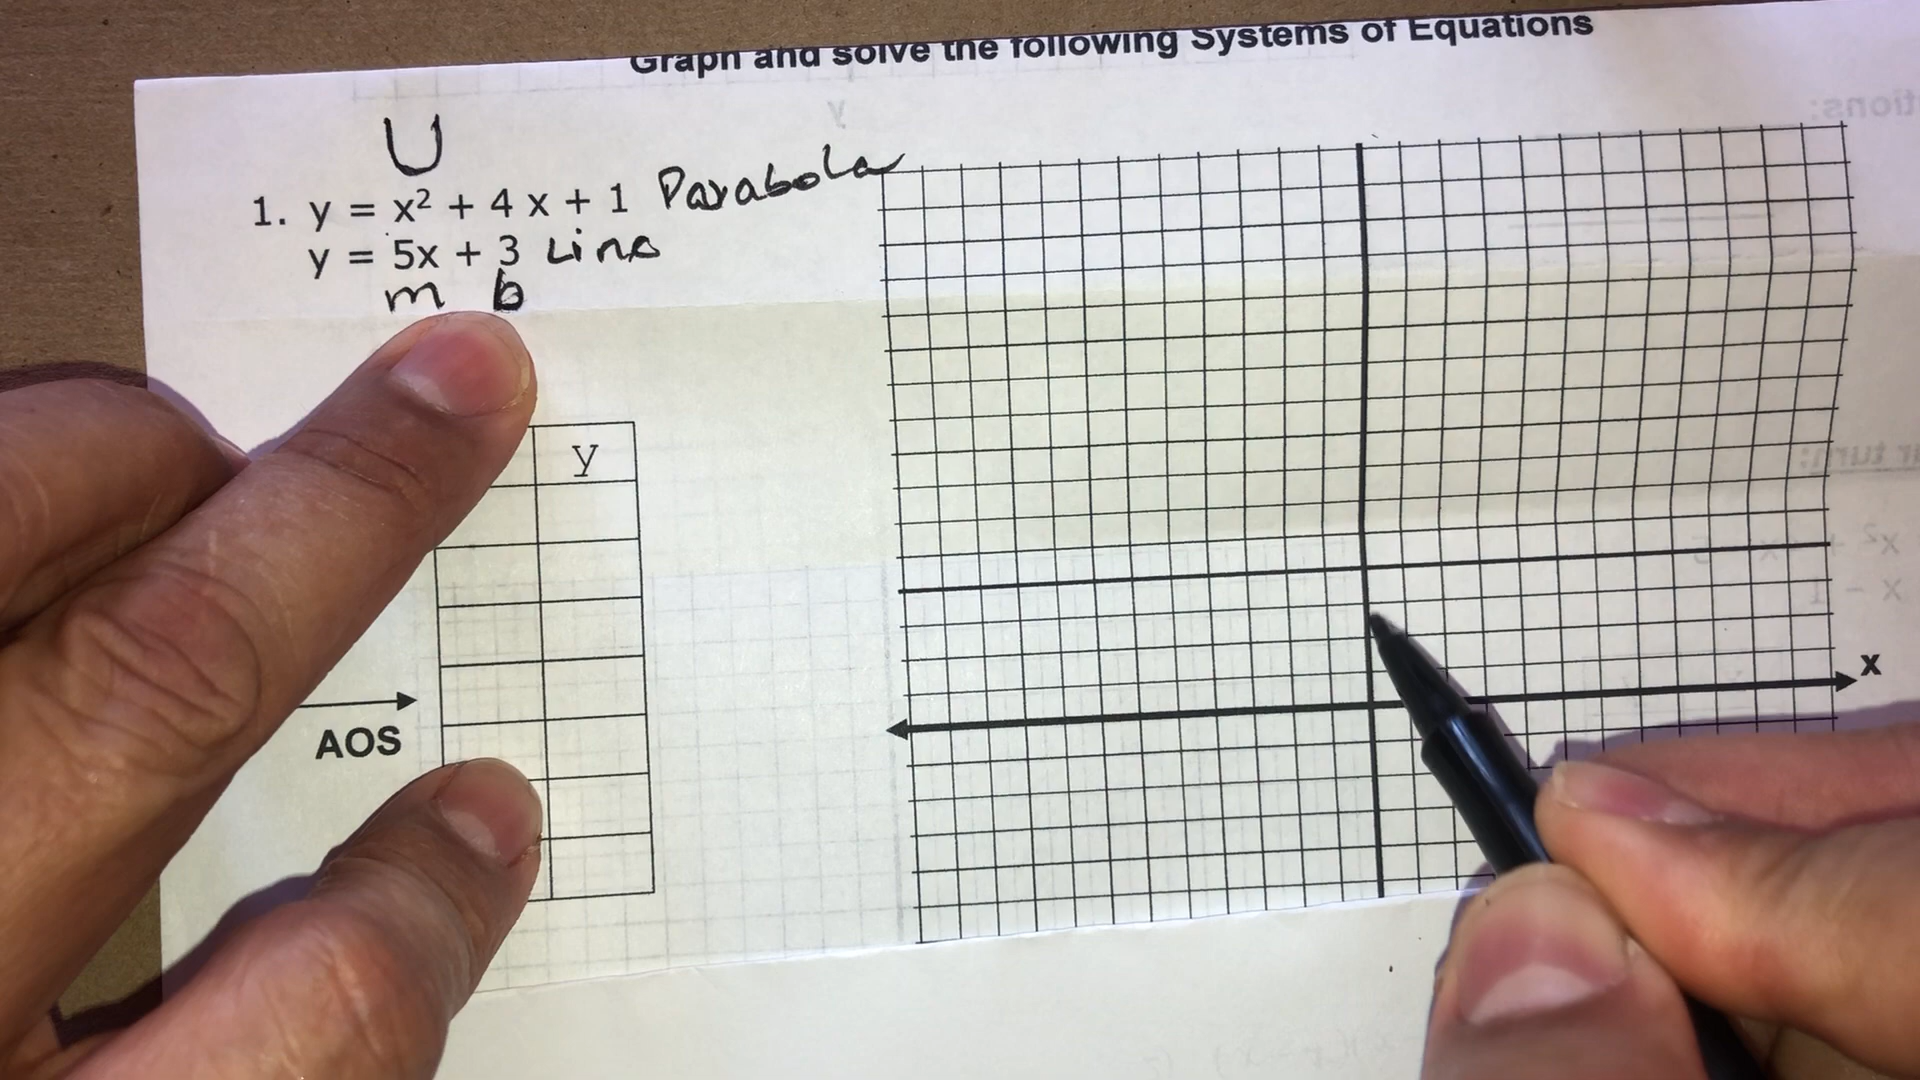 Graph and solve the following Systems of Equations
U
1. y = x² + 4 x + 1 Parabola
y = 5x + 3 Line
m b
y
x
AOS